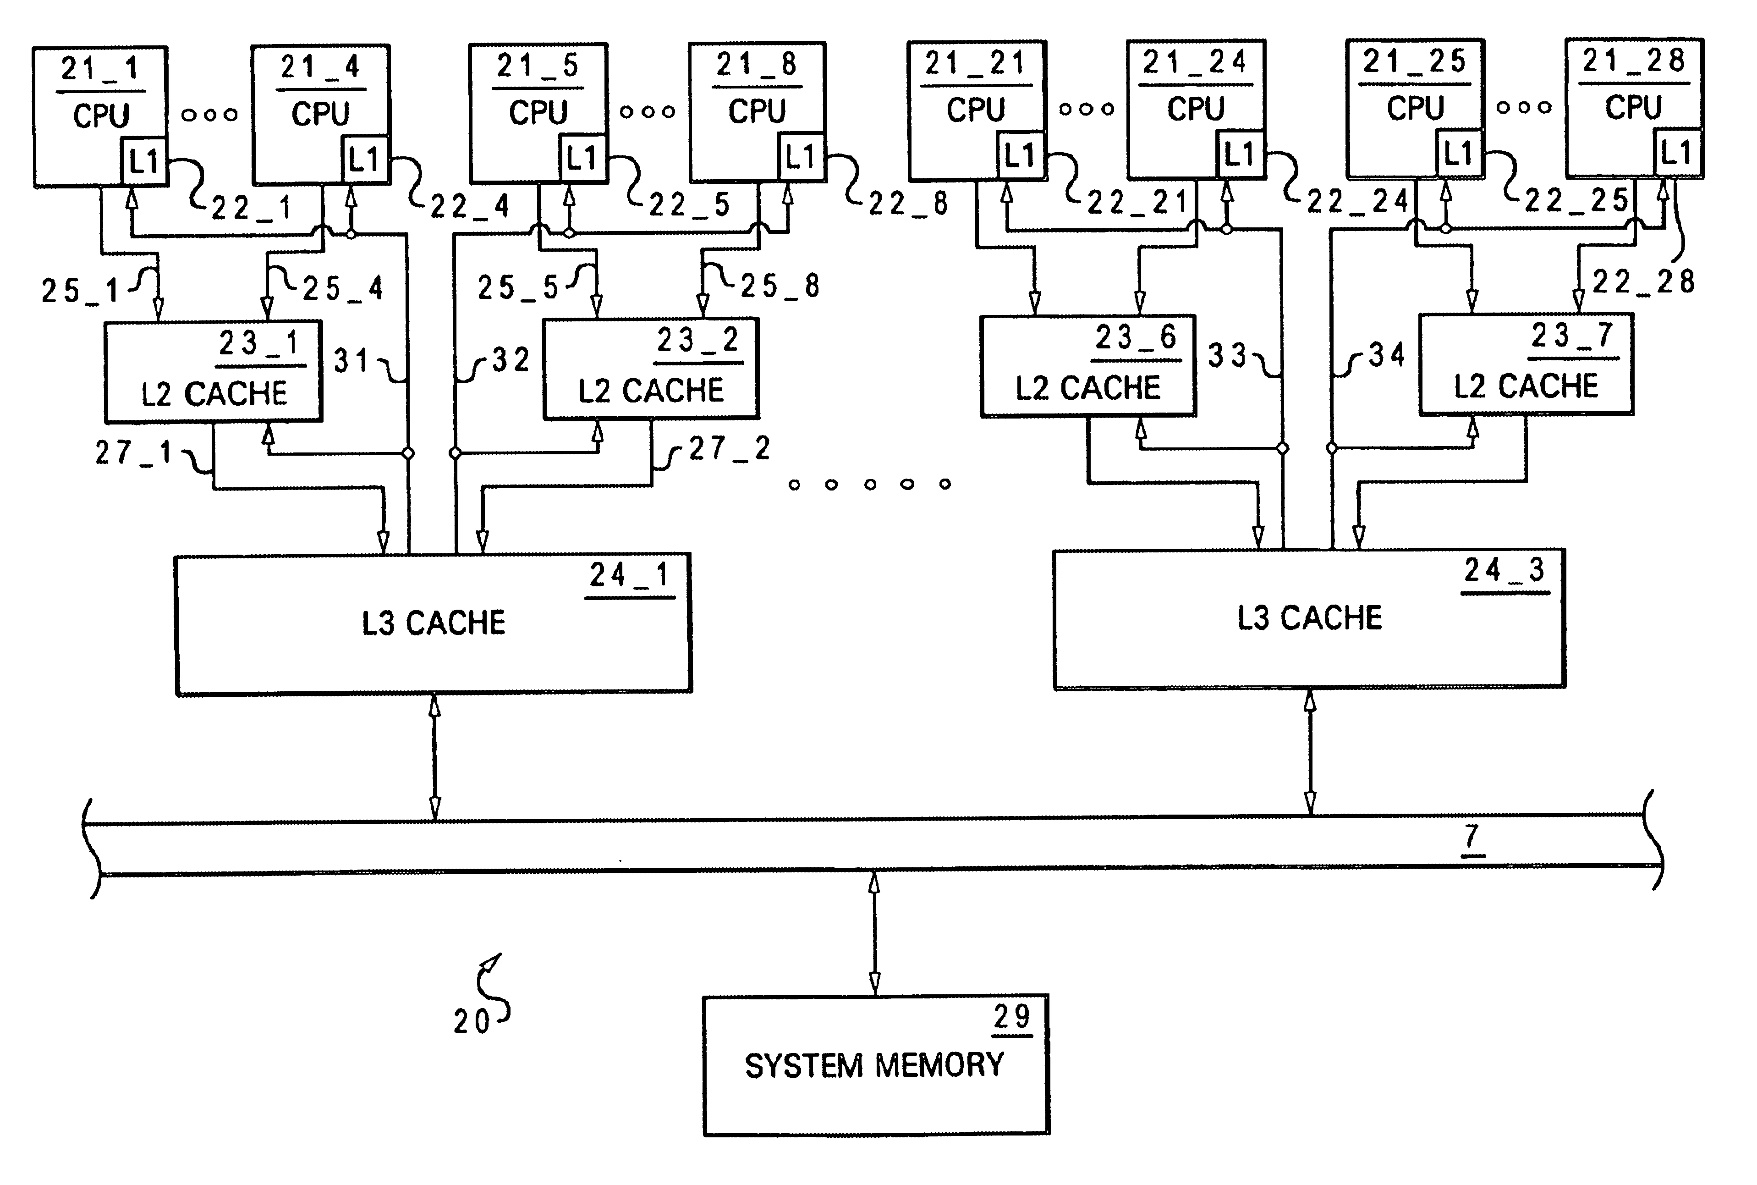 21_1 21_4 21_5 21_8 21_21 21_24 21_25 21_28
CPU CPU CPU CPU CPU CPU CPU CPU
L1 L1 L1 L1 L1 L1 L1 L1
22_1 22_4 22_5 22_8 22_21 22_24 22_25
25_1 25_4 25_5 25_8 22_28
23_1 31 32 23_2 23_6 33 34 23_7
L2 CACHE L2 CACHE L2 CACHE L2 CACHE
27_1 27_2
24_1 24_3
L3 CACHE L3 CACHE
7
20 29
SYSTEM MEMORY